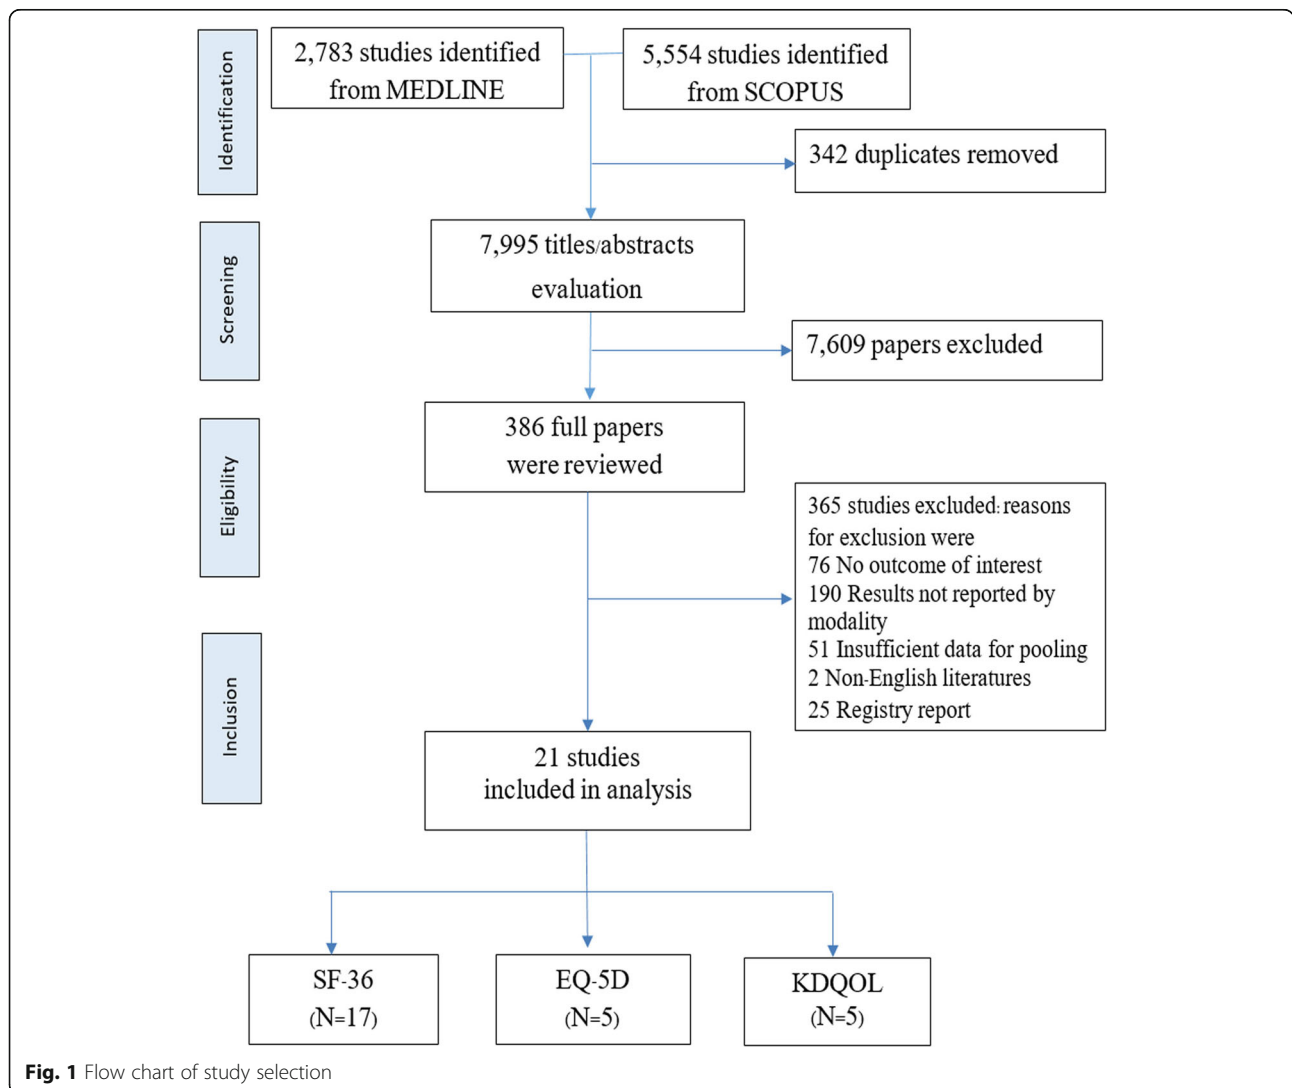 Identification
2,783 studies identified
from MEDLINE
5,554 studies identified
from SCOPUS
342 duplicates removed
Screening
7,995 titles/abstracts
evaluation
7,609 papers excluded
Eligibility
386 full papers
were reviewed
365 studies excluded: reasons
for exclusion were
76 No outcome of interest
190 Results not reported by
modality
51 Insufficient data for pooling
2 Non-English literatures
25 Registry report
Inclusion
21 studies
included in analysis
SF-36
(N=17)
EQ-5D
(N=5)
KDQOL
(N=5)
Fig. 1 Flow chart of study selection